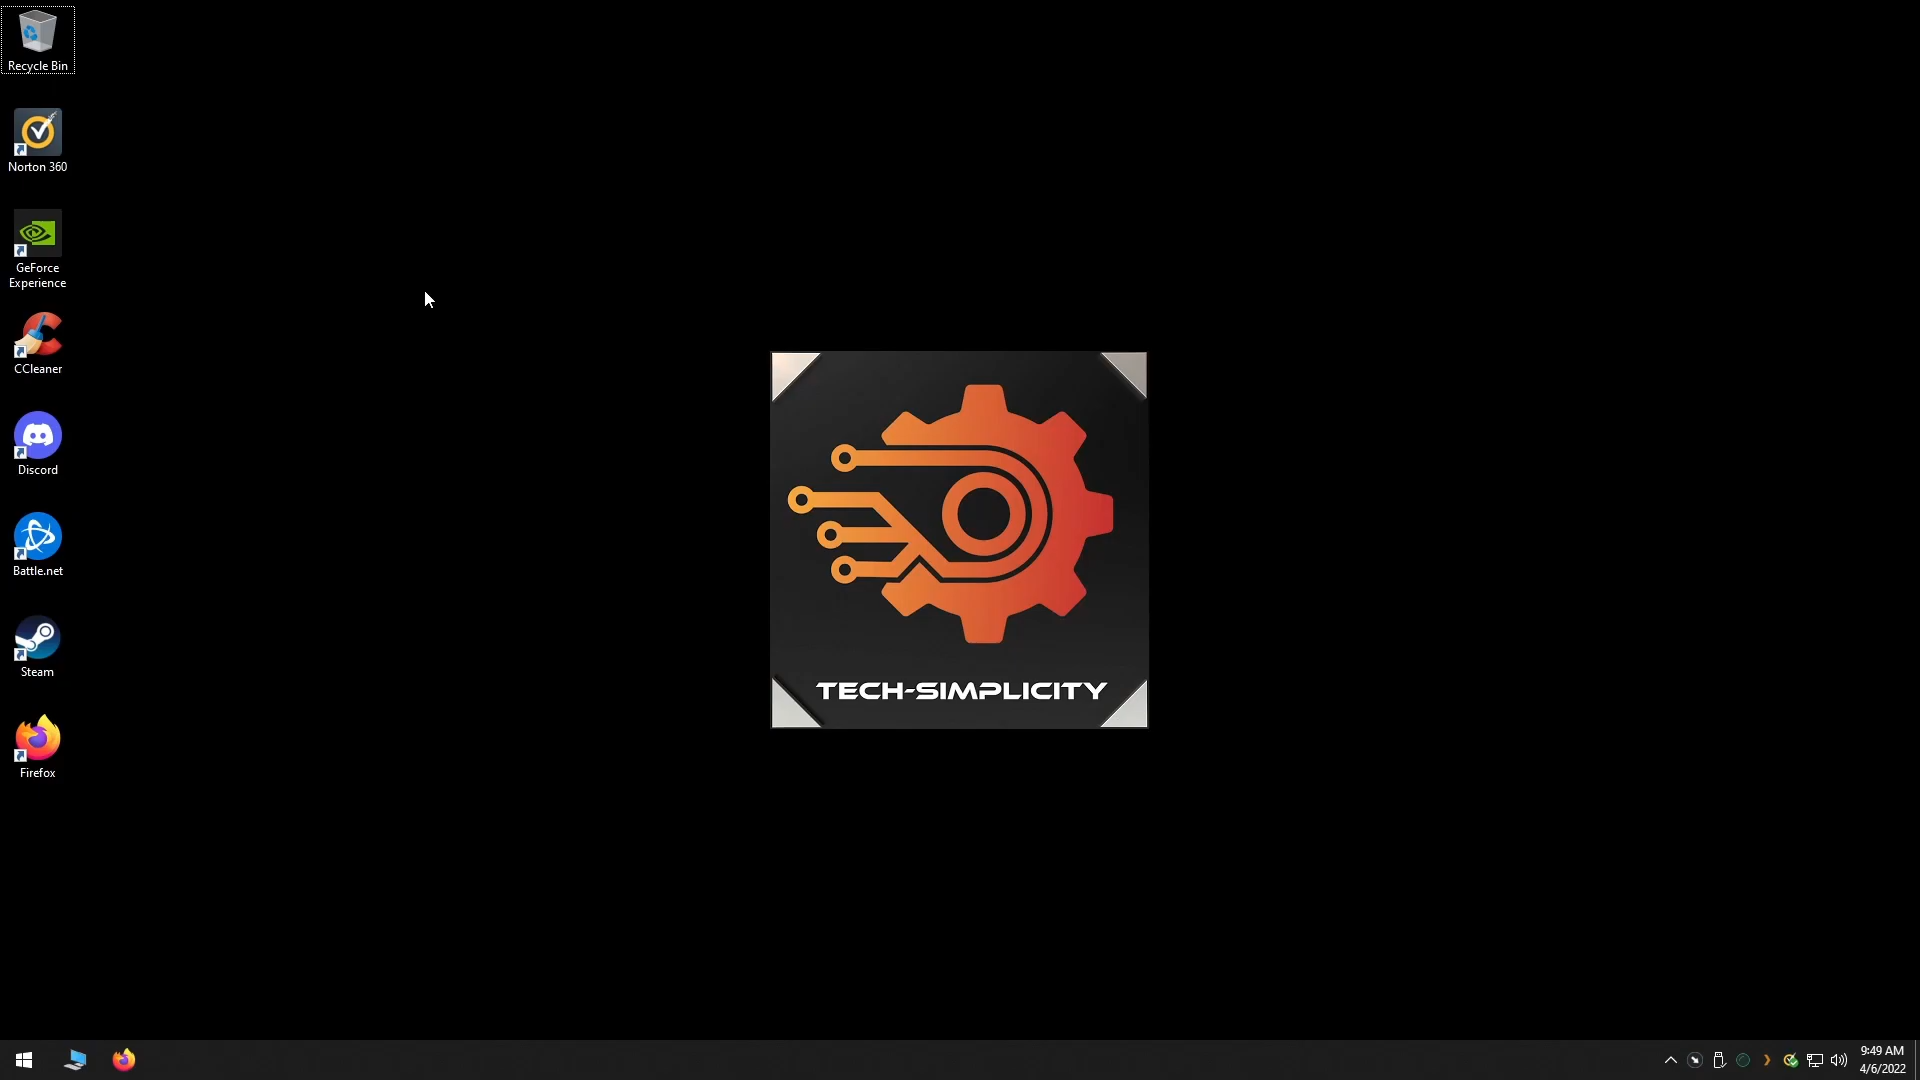 Recycle Bin
Norton 360
GeForce
Experience
CCleaner
Discord
Battle.net
Steam
Firefox
TECH-SIMPLICITY
9:49 AM
4/6/2022